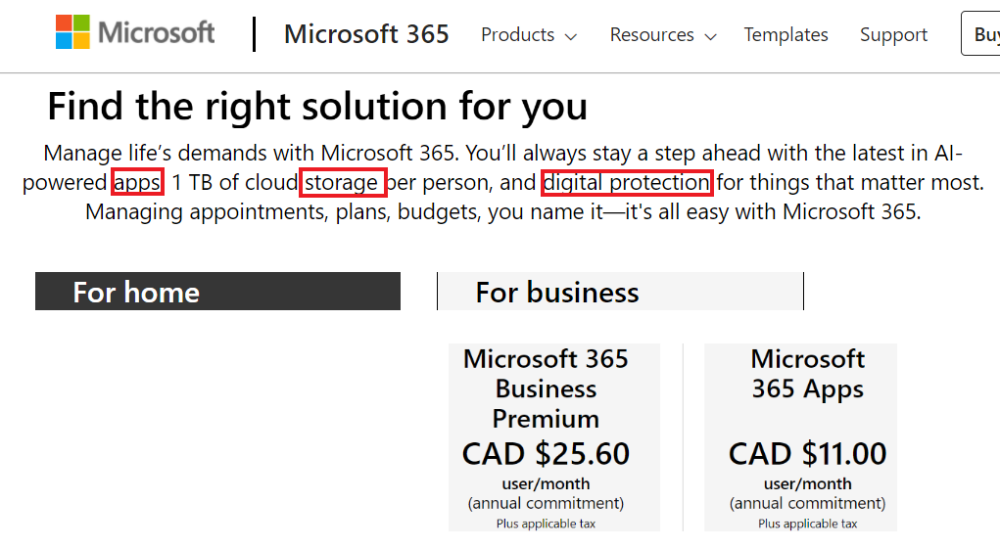 Microsoft | Microsoft 365 Products Resources Templates Support Buy
Find the right solution for you
Manage life’s demands with Microsoft 365. You’ll always stay a step ahead with the latest in AI-
powered apps, 1 TB of cloud storage per person, and digital protection for things that matter most.
Managing appointments, plans, budgets, you name it—it's all easy with Microsoft 365.
For home
For business
Microsoft 365
Business
Premium
CAD $25.60
user/month
(annual commitment)
Plus applicable tax
Microsoft
365 Apps
CAD $11.00
user/month
(annual commitment)
Plus applicable tax